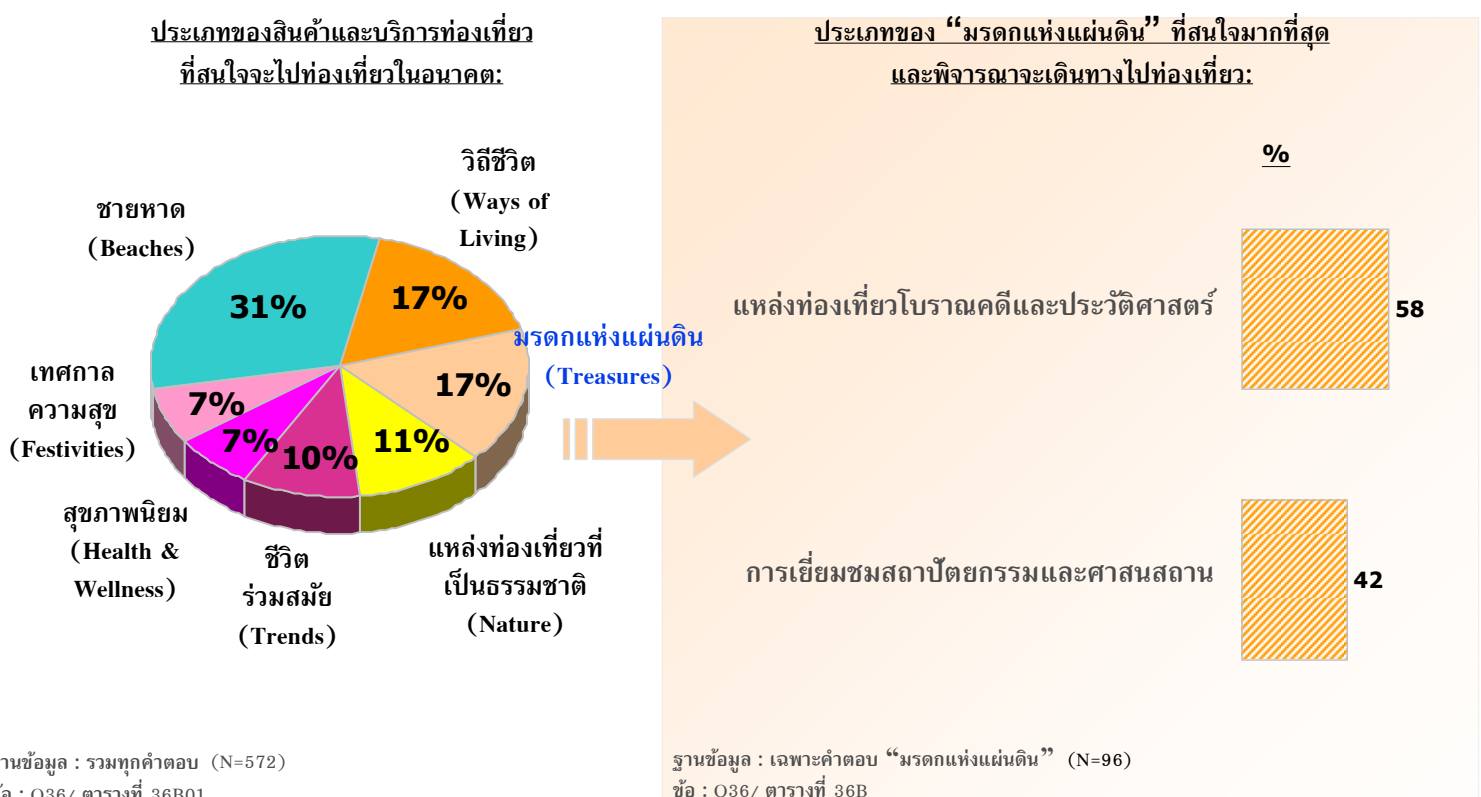 ประเภทของสินค้าและบริการท่องเที่ยว
ที่สนใจจะไปท่องเที่ยวในอนาคต:
วิถีชีวิต
(Ways of
Living)
ชายหาด
(Beaches)
31%
17%
มรดกแห่งแผ่นดิน
(Treasures)
17%
เทศกาล
ความสุข
(Festivities)
7%
7%
10%
11%
สุขภาพนิยม
(Health &
Wellness)
ชีวิต
ร่วมสมัย
(Trends)
แหล่งท่องเที่ยวที่
เป็นธรรมชาติ
(Nature)
านข้อมูล : รวมทุกคำตอบ (N=572)
: Q36/ ตารางที่ 36B01
ประเภทของ “มรดกแห่งแผ่นดิน” ที่สนใจมากที่สุด
และพิจารณาจะเดินทางไปท่องเที่ยว:
%
แหล่งท่องเที่ยวโบราณคดีและประวัติศาสตร์
58
การเยี่ยมชมสถาปัตยกรรมและศาสนสถาน
42
ฐานข้อมูล : เฉพาะคำตอบ “มรดกแห่งแผ่นดิน” (N=96)
ข้อ : Q36/ ตารางที่ 36B